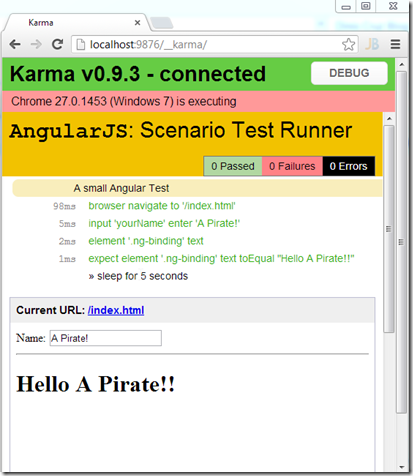 Karma
localhost:9876/__karma/
JB
Karma v0.9.3 - connected
DEBUG
Chrome 27.0.1453 (Windows 7) is executing
AngularJS: Scenario Test Runner
0 Passed 0 Failures 0 Errors
A small Angular Test
98ms browser navigate to '/index.html'
5ms input 'yourName' enter 'A Pirate!'
2ms element '.ng-binding' text
1ms expect element '.ng-binding' text toEqual "Hello A Pirate!!"
» sleep for 5 seconds
Current URL: /index.html
Name: A Pirate!
Hello A Pirate!!